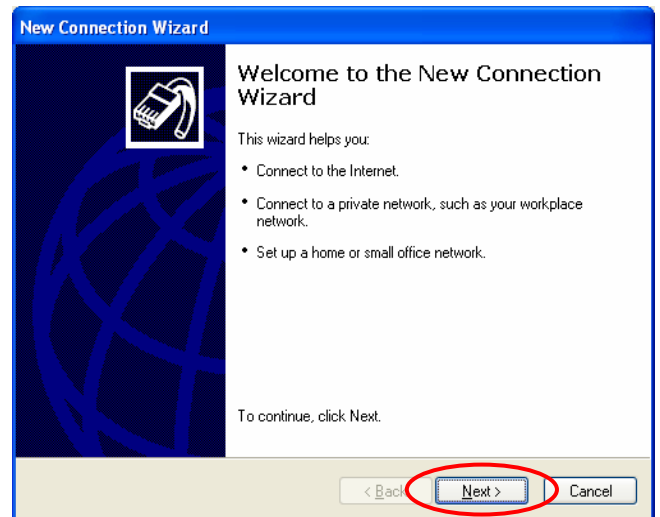 New Connection Wizard
Welcome to the New Connection
Wizard
This wizard helps you:
• Connect to the Internet.
• Connect to a private network, such as your workplace
network.
• Set up a home or small office network.
To continue, click Next.
< Back Next > Cancel